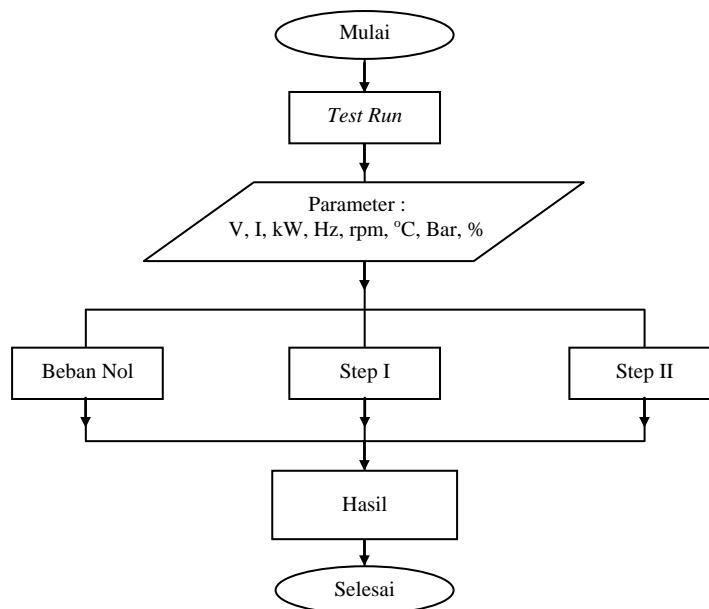 Mulai
Test Run
Parameter :
V, I, kW, Hz, rpm, °C, Bar, %
Beban Nol
Step I
Step II
Hasil
Selesai